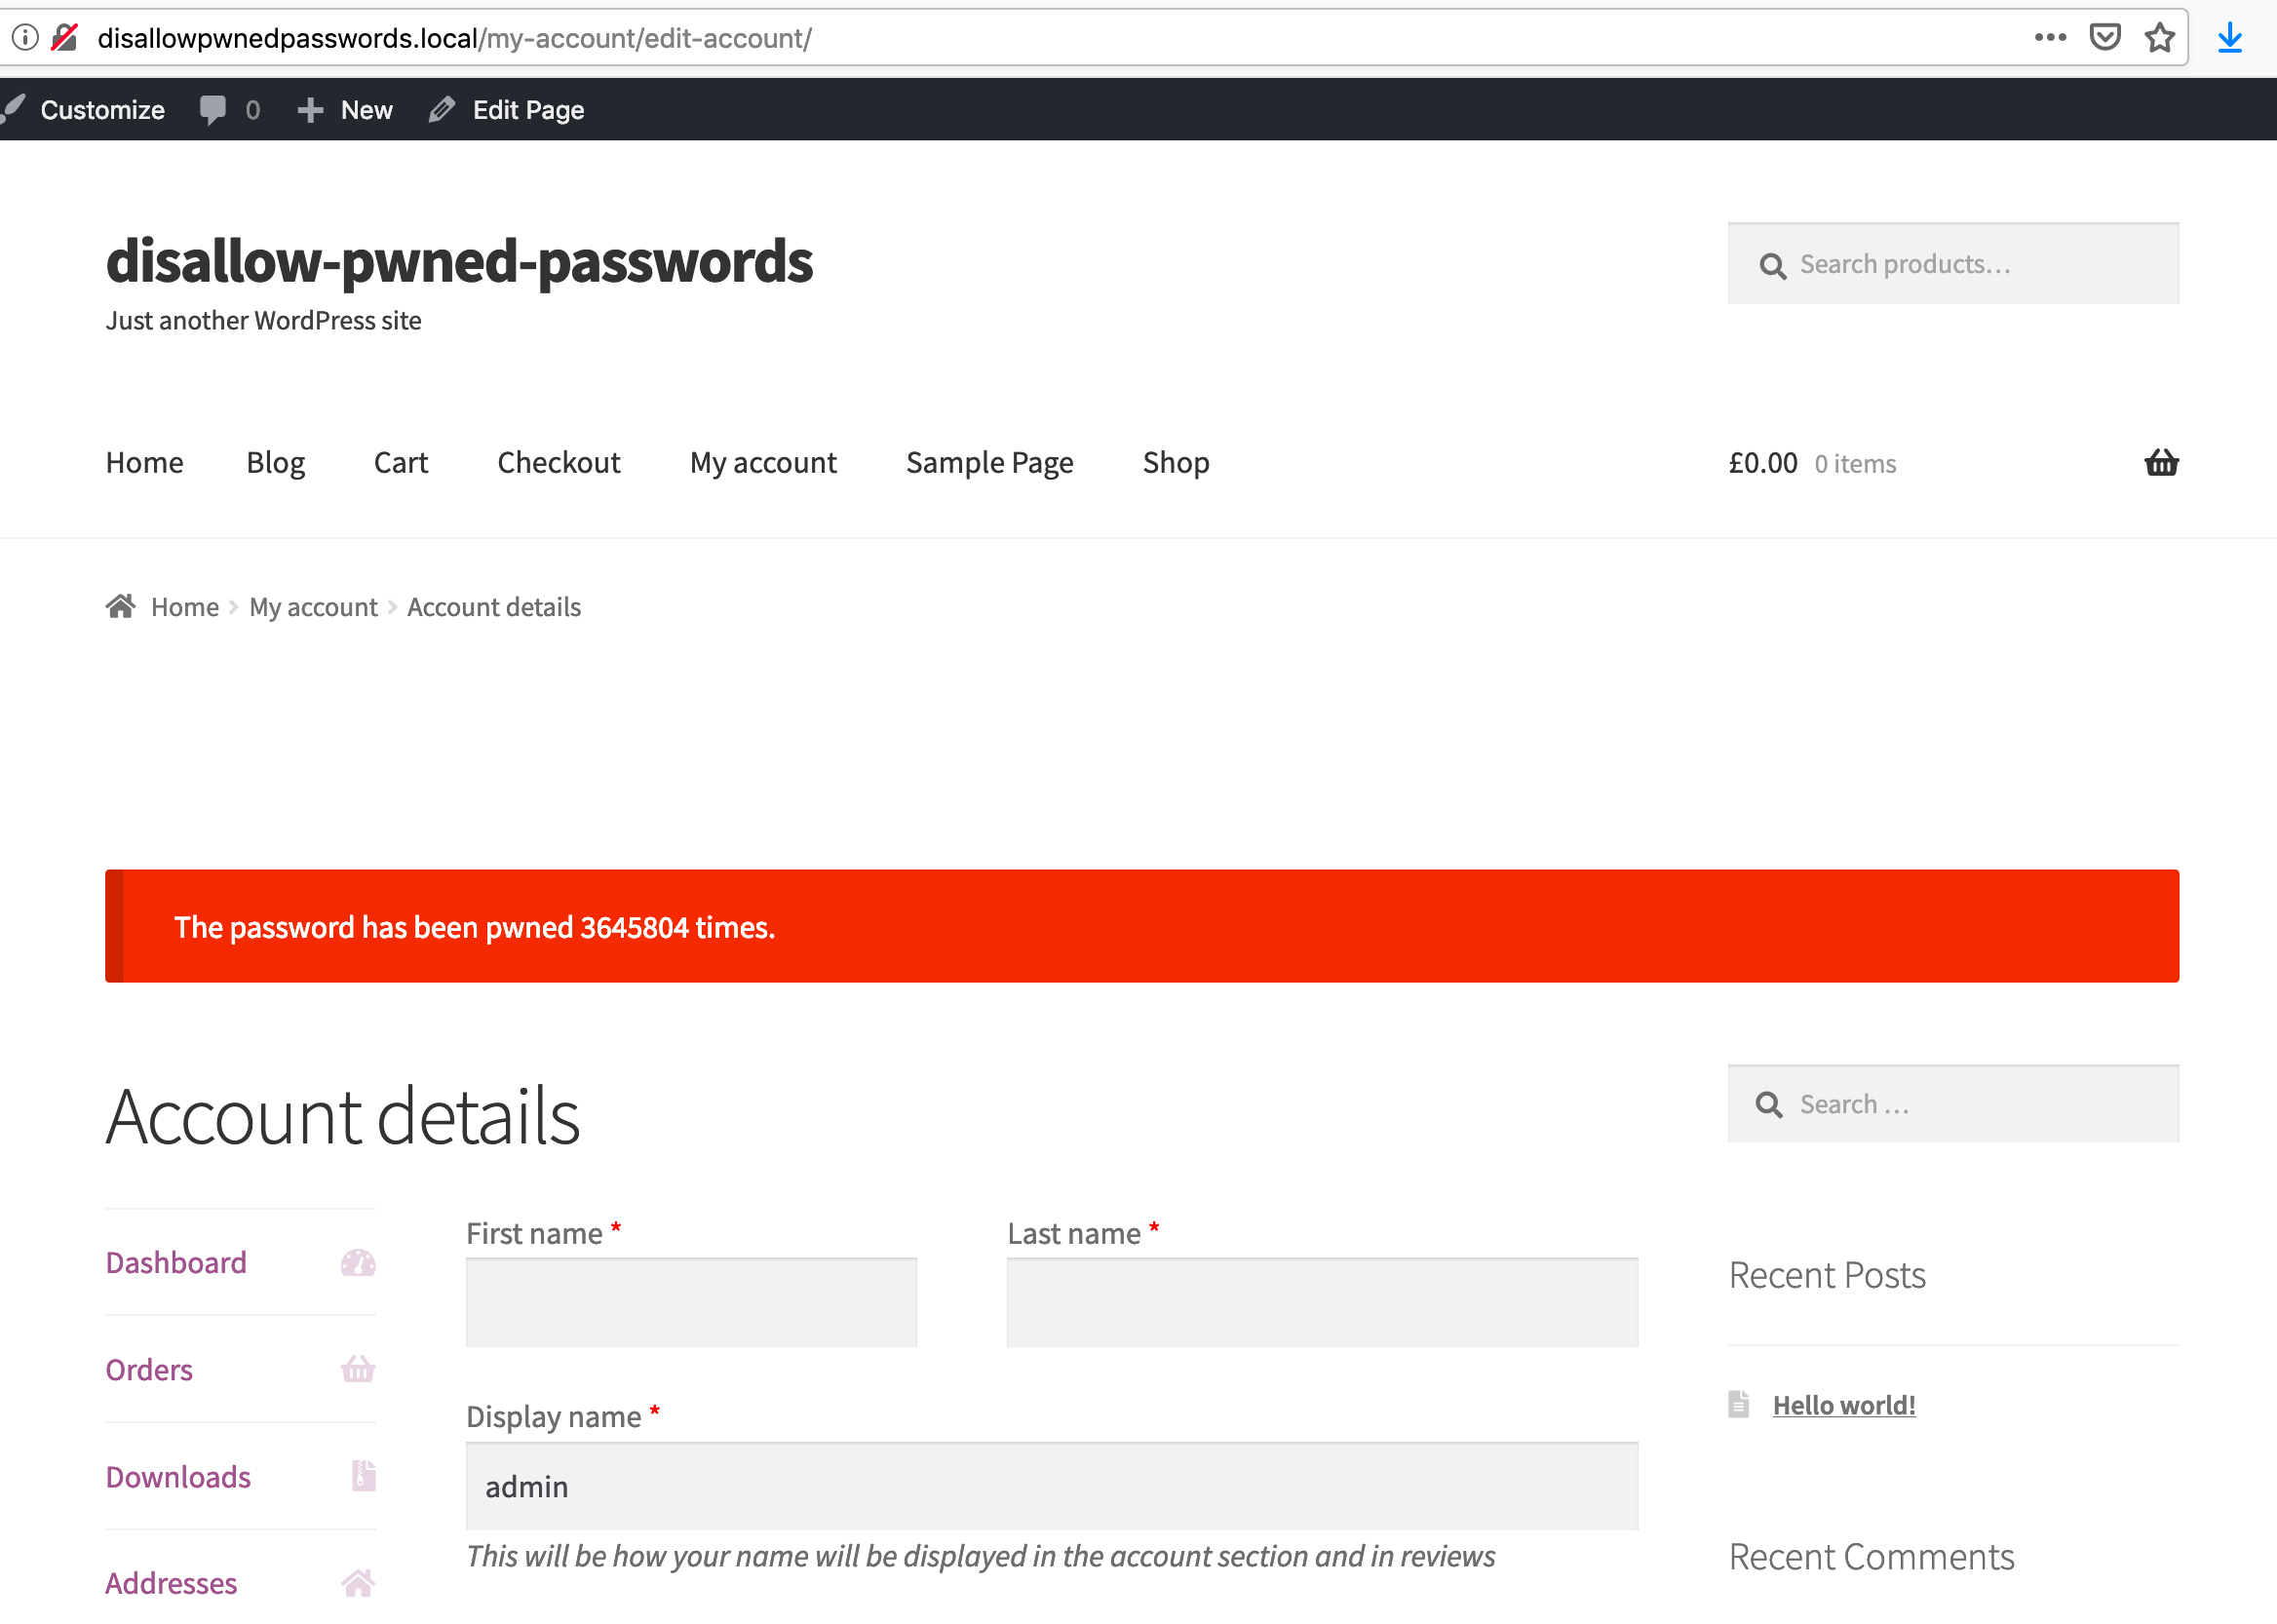 disallowpwnedpasswords.local/my-account/edit-account/
Customize 0 New Edit Page
disallow-pwned-passwords
Just another WordPress site
Search products…
Home Blog Cart Checkout My account Sample Page Shop £0.00 0 items
Home My account Account details
The password has been pwned 3645804 times.
Account details
Search …
Dashboard
Orders
Downloads
Addresses
First name *
Last name *
Display name *
admin
This will be how your name will be displayed in the account section and in reviews
Recent Posts
Hello world!
Recent Comments